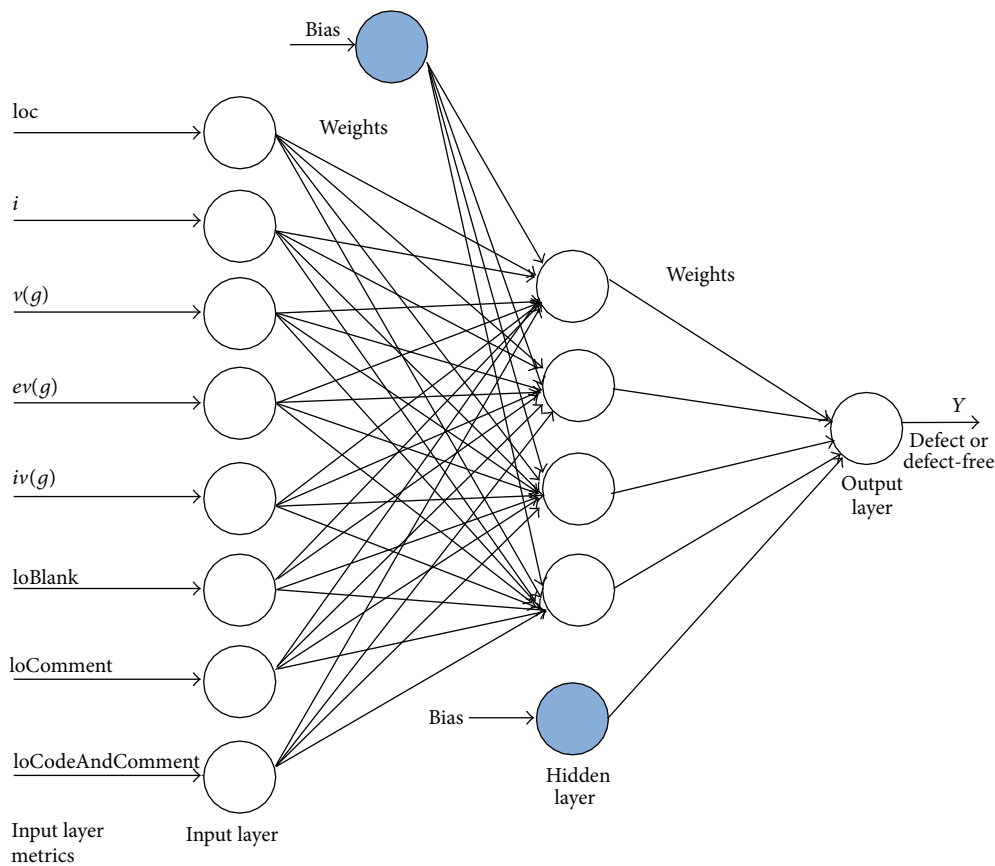 Bias
loc
Weights
i
v(g)
Weights
ev(g)
Y
Defect or
defect-free
iv(g)
Output
layer
loBlank
loComment
Bias
loCodeAndComment
Hidden
layer
Input layer
metrics
Input layer